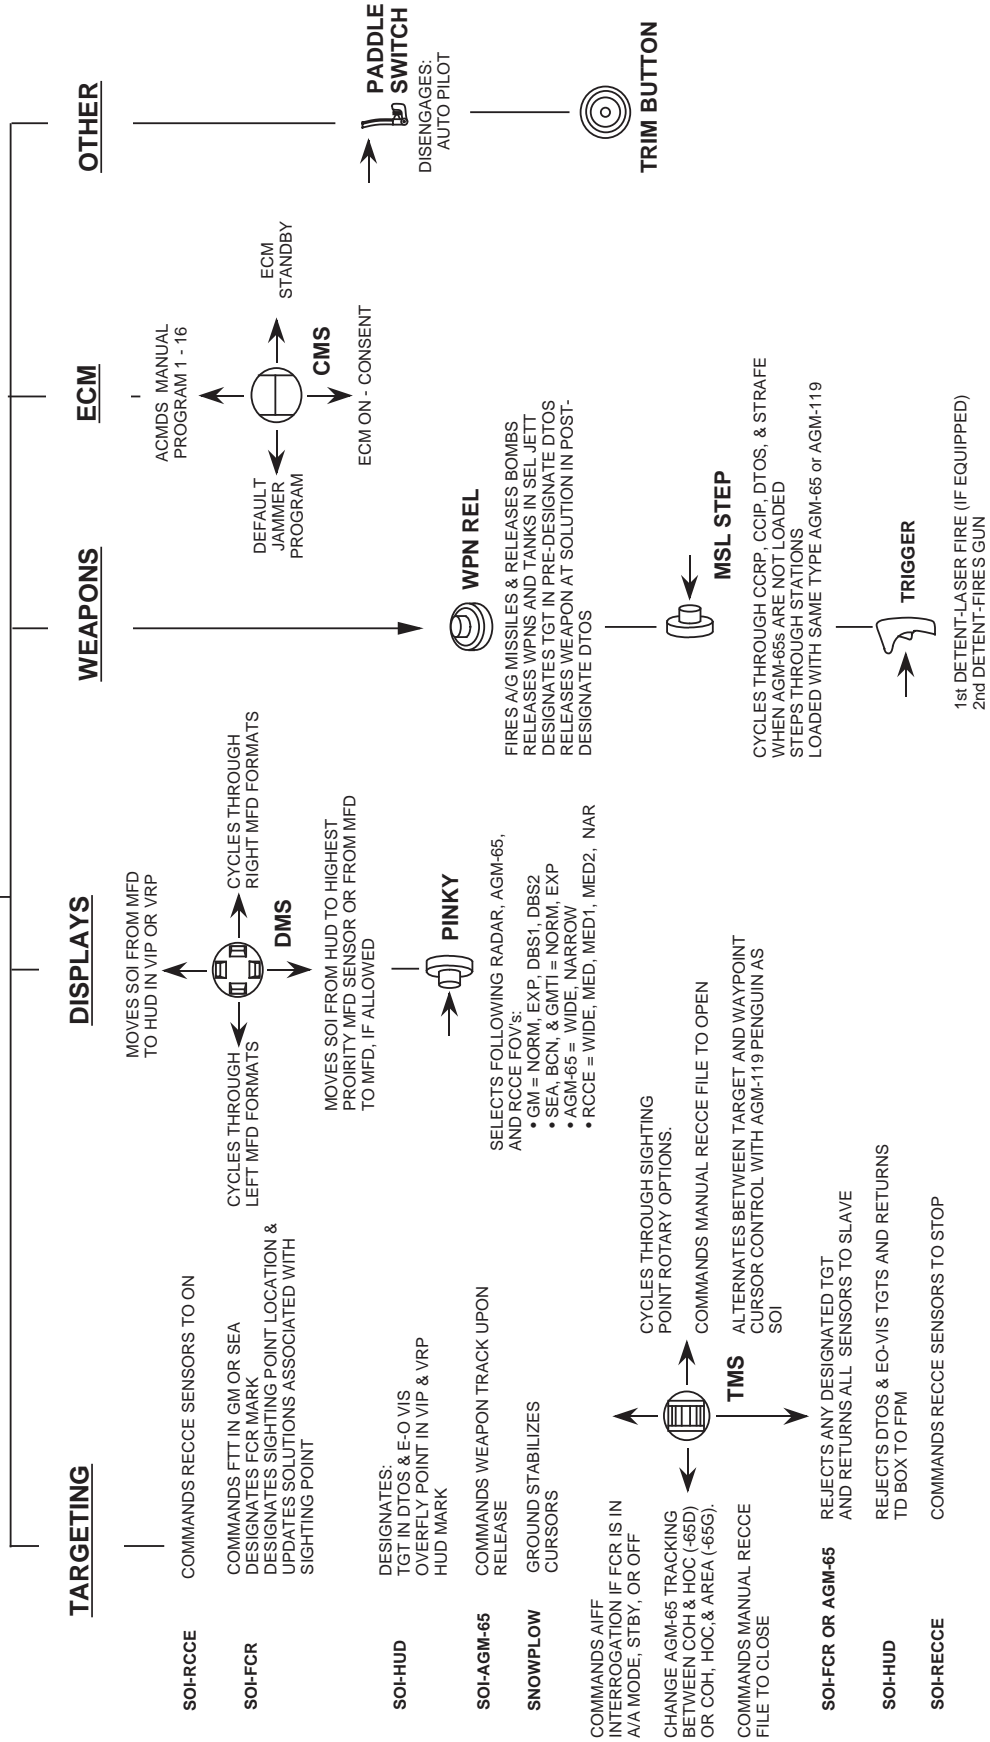 TARGETING
SOI-RCCE
COMMANDS RECCE SENSORS TO ON
SOI-FCR
COMMANDS FTT IN GM OR SEA
DESIGNATES FCR MARK
DESIGNATES SIGHTING POINT LOCATION &
UPDATES SOLUTIONS ASSOCIATED WITH
SIGHTING POINT
SOI-HUD
DESIGNATES:
TGT IN DTOS & E-O VIS
OVERFLY POINT IN VIP & VRP
HUD MARK
SOI-AGM-65
COMMANDS WEAPON TRACK UPON
RELEASE
SNOWPLOW
GROUND STABILIZES
CURSORS
COMMANDS AIFF
INTERROGATION IF FCR IS IN
A/A MODE, STBY, OR OFF
CHANGE AGM-65 TRACKING
BETWEEN COH & HOC (-65D)
OR COH, HOC,& AREA (-65G).
COMMANDS MANUAL RECCE
FILE TO CLOSE
TMS
CYCLES THROUGH SIGHTING
POINT ROTARY OPTIONS.
COMMANDS MANUAL RECCE FILE TO OPEN
ALTERNATES BETWEEN TARGET AND WAYPOINT
CURSOR CONTROL WITH AGM-119 PENGUIN AS
SOI
SOI-FCR OR AGM-65
REJECTS ANY DESIGNATED TGT
AND RETURNS ALL SENSORS TO SLAVE
SOI-HUD
REJECTS DTOS & EO-VIS TGTS AND RETURNS
TD BOX TO FPM
SOI-RECCE
COMMANDS RECCE SENSORS TO STOP
DISPLAYS
MOVES SOI FROM MFD
TO HUD IN VIP OR VRP
CYCLES THROUGH
LEFT MFD FORMATS
CYCLES THROUGH
RIGHT MFD FORMATS
DMS
MOVES SOI FROM HUD TO HIGHEST
PROIRITY MFD SENSOR OR FROM MFD
TO MFD, IF ALLOWED
PINKY
SELECTS FOLLOWING RADAR, AGM-65,
AND RCCE FOV's:
• GM = NORM, EXP, DBS1, DBS2
• SEA, BCN, & GMTI = NORM, EXP
• AGM-65 = WIDE, NARROW
• RCCE = WIDE, MED, MED1, MED2, NAR
WEAPONS
WPN REL
FIRES A/G MISSILES & RELEASES BOMBS
RELEASES WPNS AND TANKS IN SEL JETT
DESIGNATES TGT IN PRE-DESIGNATE DTOS
RELEASES WEAPON AT SOLUTION IN POST-
DESIGNATE DTOS
MSL STEP
CYCLES THROUGH CCRP, CCIP, DTOS, & STRAFE
WHEN AGM-65s ARE NOT LOADED
STEPS THROUGH STATIONS
LOADED WITH SAME TYPE AGM-65 or AGM-119
TRIGGER
1st DETENT-LASER FIRE (IF EQUIPPED)
2nd DETENT-FIRES GUN
ECM
ACMDS MANUAL
PROGRAM 1 - 16
DEFAULT
JAMMER
PROGRAM
ECM
STANDBY
CMS
ECM ON - CONSENT
OTHER
PADDLE
SWITCH
DISENGAGES:
AUTO PILOT
TRIM BUTTON